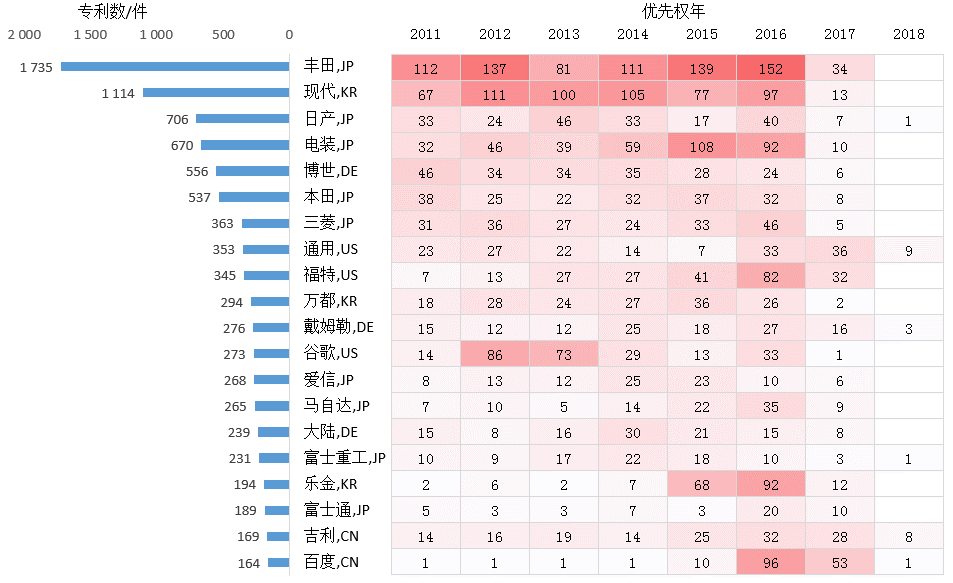 专利数/件 优先权年
2 000 1 500 1 000 500 0 2011 2012 2013 2014 2015 2016 2017 2018
1 735 丰田,JP 112 137 81 111 139 152 34
1 114 现代,KR 67 111 100 105 77 97 13
706 日产,JP 33 24 46 33 17 40 7 1
670 电装,JP 32 46 39 59 108 92 10
556 博世,DE 46 34 34 35 28 24 6
537 本田,JP 38 25 22 32 37 32 8
363 三菱,JP 31 36 27 24 33 46 5
353 通用,US 23 27 22 14 7 33 36 9
345 福特,US 7 13 27 27 41 82 32
294 万都,KR 18 28 24 27 36 26 2
276 戴姆勒,DE 15 12 12 25 18 27 16 3
273 谷歌,US 14 86 73 29 13 33 1
268 爱信,JP 8 13 12 25 23 10 6
265 马自达,JP 7 10 5 14 22 35 9
239 大陆,DE 15 8 16 30 21 15 8
231 富士重工,JP 10 9 17 22 18 10 3 1
194 乐金,KR 2 6 2 7 68 92 12
189 富士通,JP 5 3 3 7 3 20 10
169 吉利,CN 14 16 19 14 25 32 28 8
164 百度,CN 1 1 1 1 10 96 53 1